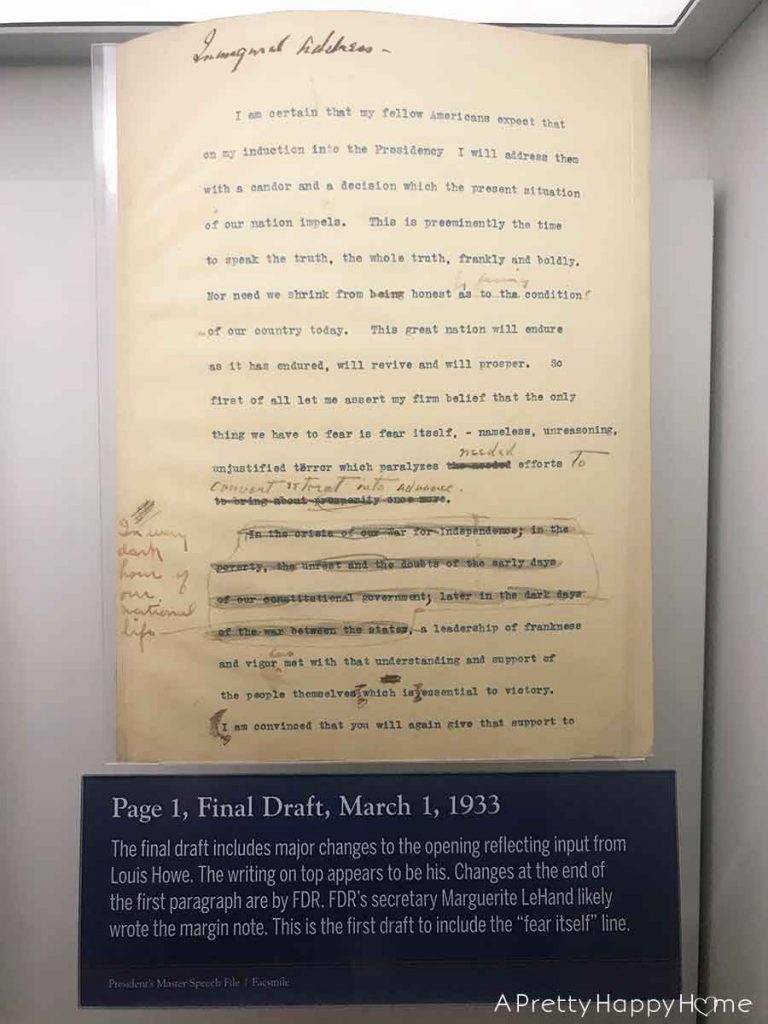 Inaugural Address -
I am certain that my fellow Americans expect that
on my induction into the Presidency I will address them
with a candor and a decision which the present situation
of our nation impels. This is preeminently the time
to speak the truth, the whole truth, frankly and boldly.
by facing
Nor need we shrink from being honest as to the conditions
of our country today. This great nation will endure
as it has endured, will revive and will prosper. So
first of all let me assert my firm belief that the only
thing we have to fear is fear itself, - nameless, unreasoning,
needed
unjustified terror which paralyzes the needed efforts to
convert retreat into advance.
to bring about prosperity once more.
In every
dark
hour of
our
national
life
In the crisis of our War for Independence; in the
poverty, the unrest and the doubts of the early days
of our constitutional government; later in the dark days
of the war between the states, a leadership of frankness
has
and vigor met with that understanding and support of
the people themselves which is essential to victory.
I am convinced that you will again give that support to
Page 1, Final Draft, March 1, 1933
The final draft includes major changes to the opening reflecting input from
Louis Howe. The writing on top appears to be his. Changes at the end of
the first paragraph are by FDR. FDR's secretary Marguerite LeHand likely
wrote the margin note. This is the first draft to include the "fear itself" line.
President's Master Speech File | Facsmile
APrettyHappyHome